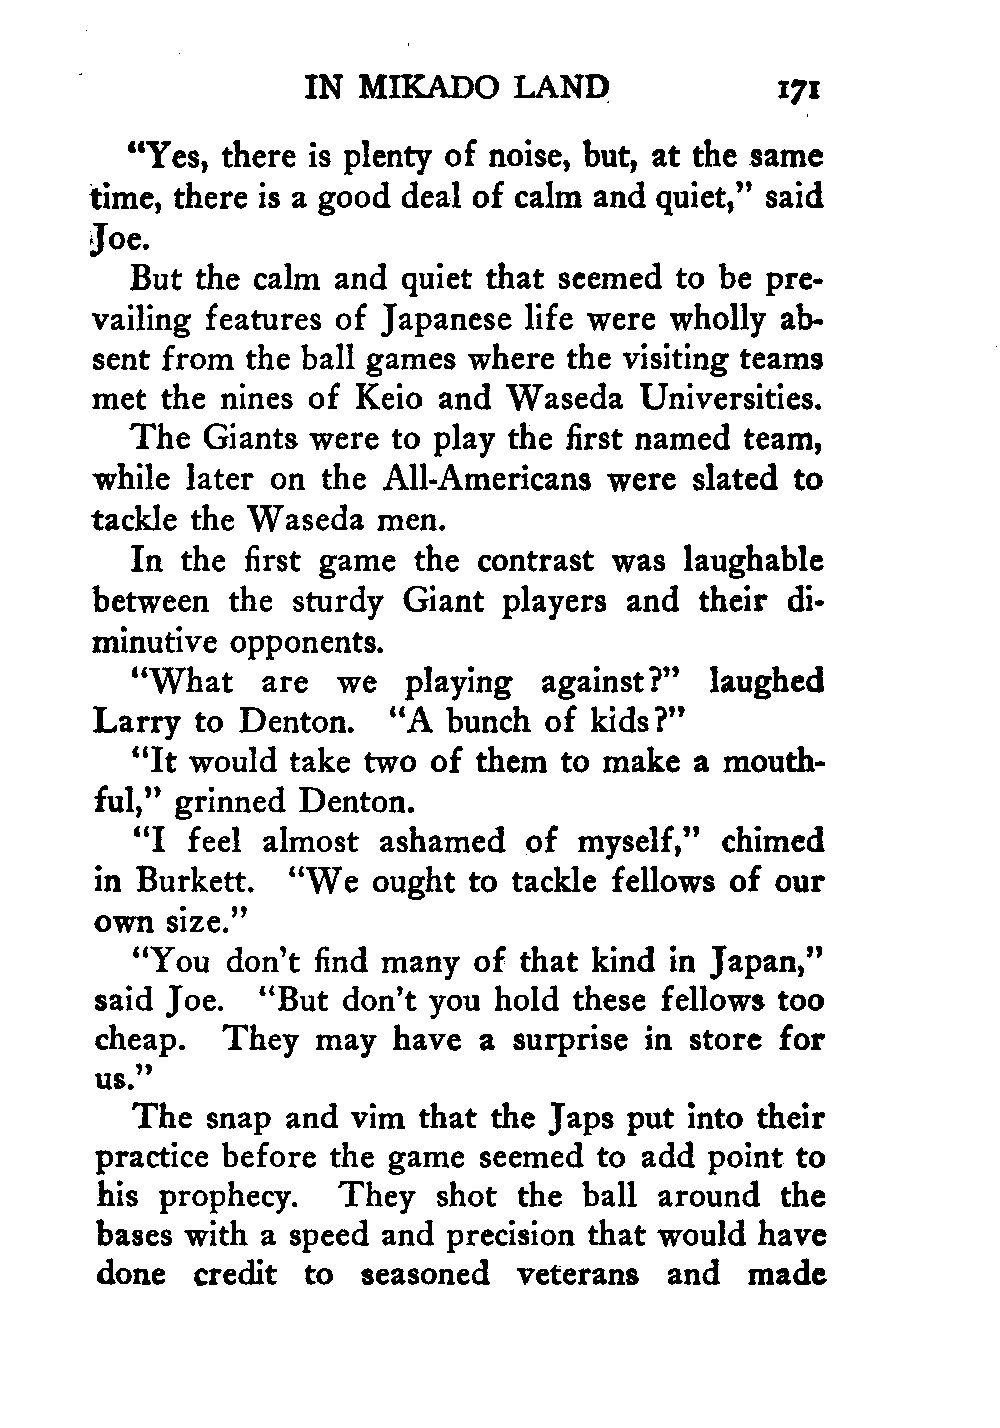 IN MIKADO LAND 171
"Yes, there is plenty of noise, but, at the same
time, there is a good deal of calm and quiet," said
Joe.
But the calm and quiet that seemed to be pre-
vailing features of Japanese life were wholly ab-
sent from the ball games where the visiting teams
met the nines of Keio and Waseda Universities.
The Giants were to play the first named team,
while later on the All-Americans were slated to
tackle the Waseda men.
In the first game the contrast was laughable
between the sturdy Giant players and their di-
minutive opponents.
"What are we playing against?" laughed
Larry to Denton. "A bunch of kids?"
"It would take two of them to make a mouth-
ful," grinned Denton.
"I feel almost ashamed of myself," chimed
in Burkett. "We ought to tackle fellows of our
own size."
"You don't find many of that kind in Japan,"
said Joe. "But don't you hold these fellows too
cheap. They may have a surprise in store for
us."
The snap and vim that the Japs put into their
practice before the game seemed to add point to
his prophecy. They shot the ball around the
bases with a speed and precision that would have
done credit to seasoned veterans and made